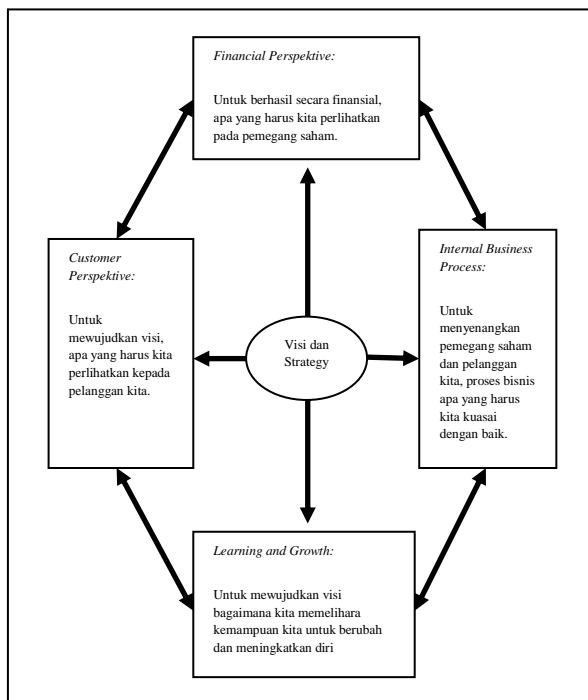 Financial Perspektive:
Untuk berhasil secara finansial,
apa yang harus kita perlihatkan
pada pemegang saham.
Customer
Perspektive:
Untuk
mewujudkan visi,
apa yang harus kita
perlihatkan kepada
pelanggan kita.
Visi dan
Strategy
Internal Business
Process:
Untuk
menyenangkan
pemegang saham
dan pelanggan
kita, proses bisnis
apa yang harus
kita kuasai
dengan baik.
Learning and Growth:
Untuk mewujudkan visi
bagaimana kita memelihara
kemampuan kita untuk berubah
dan meningkatkan diri